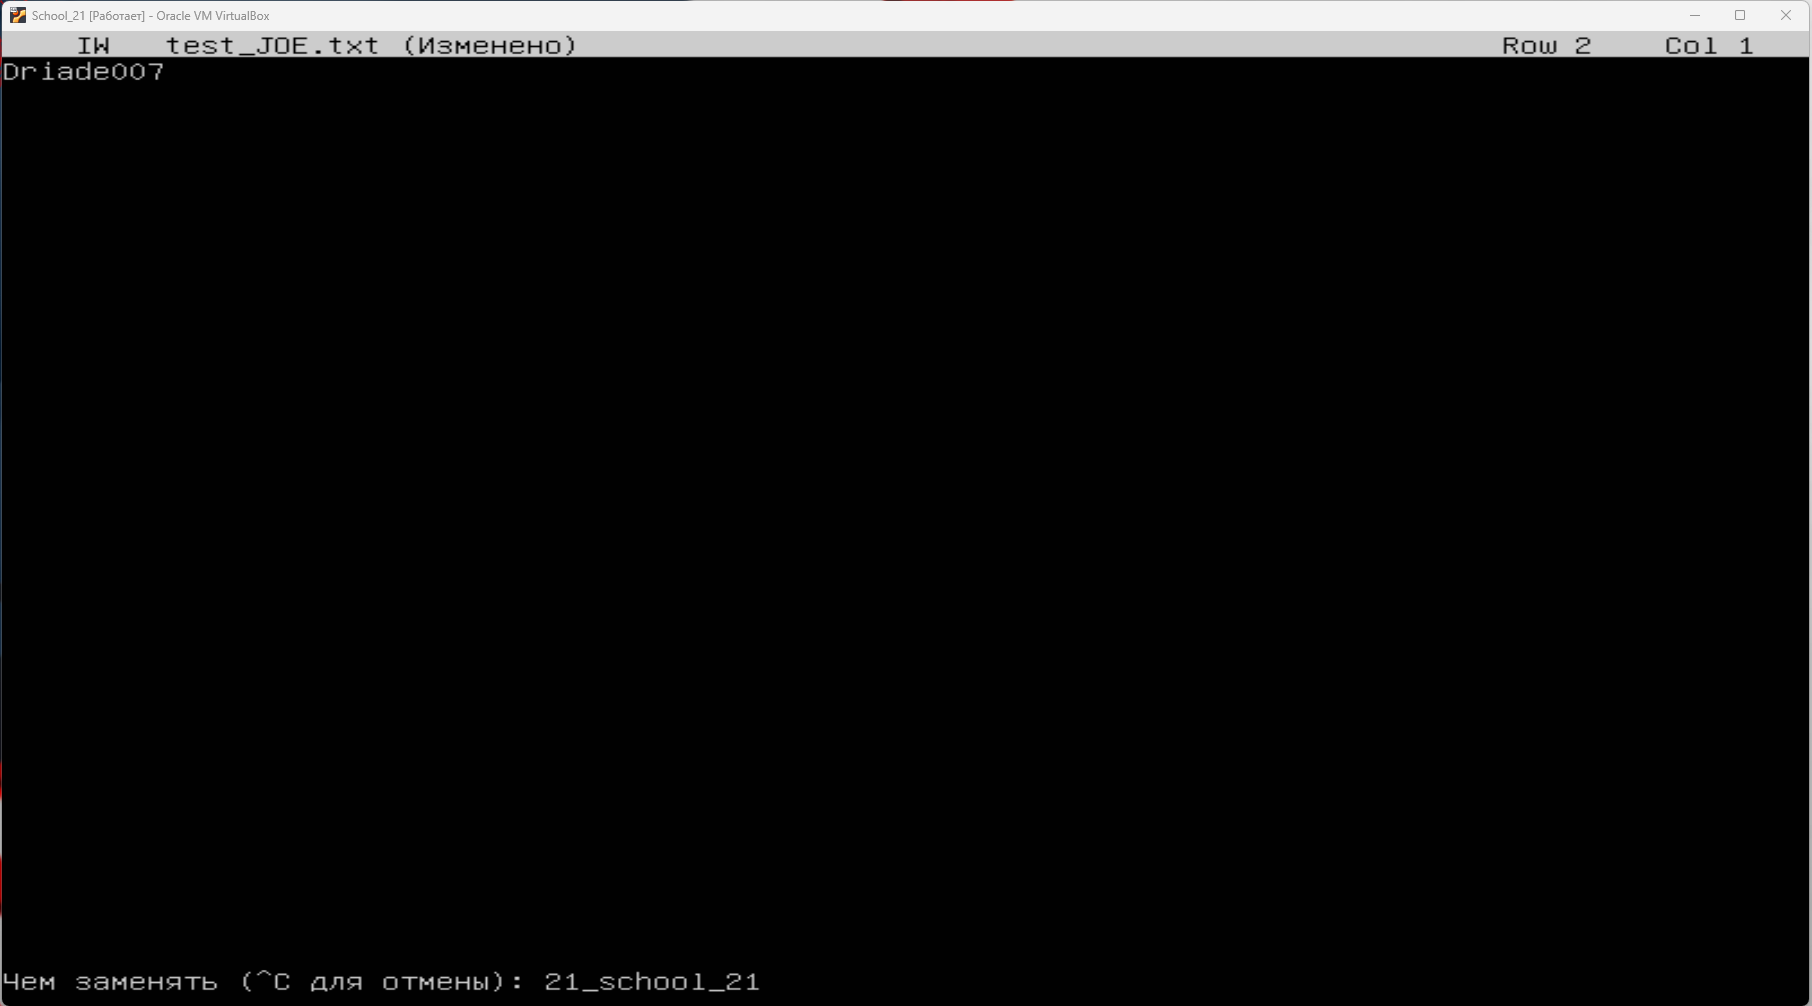 School_21 [Работает] - Oracle VM VirtualBox
IW test_JOE.txt (Изменено) Row 2 Col 1
Driade007
Чем заменять (^C для отмены): 21_school_21